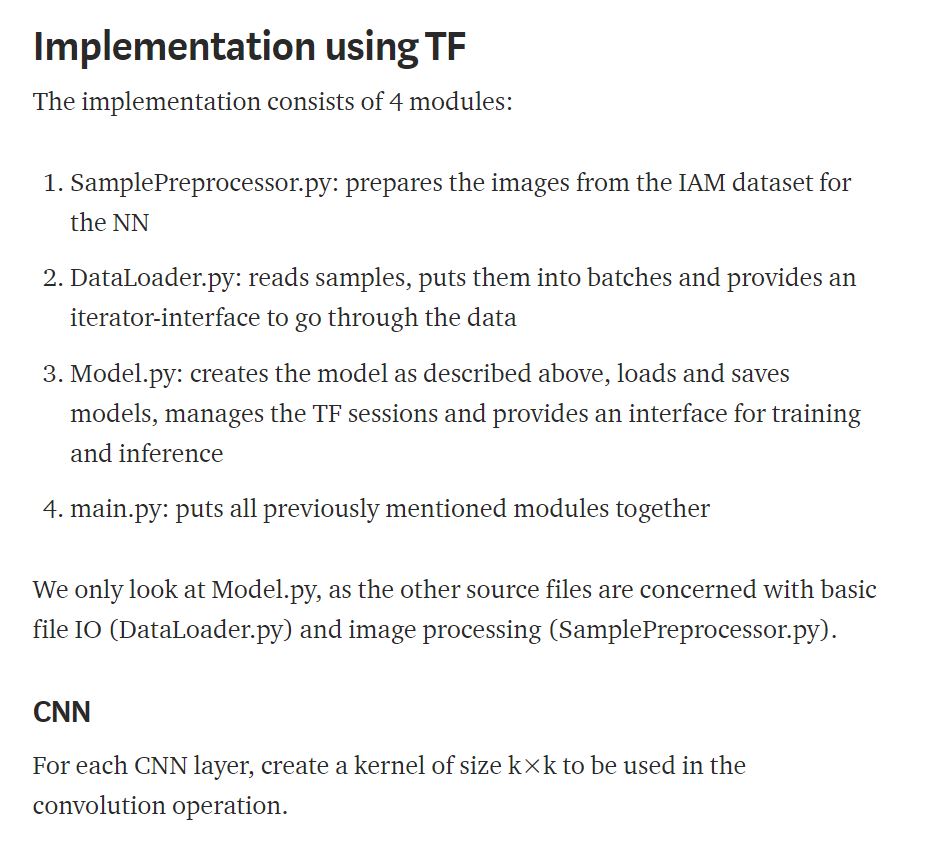 Implementation using TF
The implementation consists of 4 modules:
1. SamplePreprocessor.py: prepares the images from the IAM dataset for
the NN
2. DataLoader.py: reads samples, puts them into batches and provides an
iterator-interface to go through the data
3. Model.py: creates the model as described above, loads and saves
models, manages the TF sessions and provides an interface for training
and inference
4. main.py: puts all previously mentioned modules together
We only look at Model.py, as the other source files are concerned with basic
file IO (DataLoader.py) and image processing (SamplePreprocessor.py).
CNN
For each CNN layer, create a kernel of size k×k to be used in the
convolution operation.